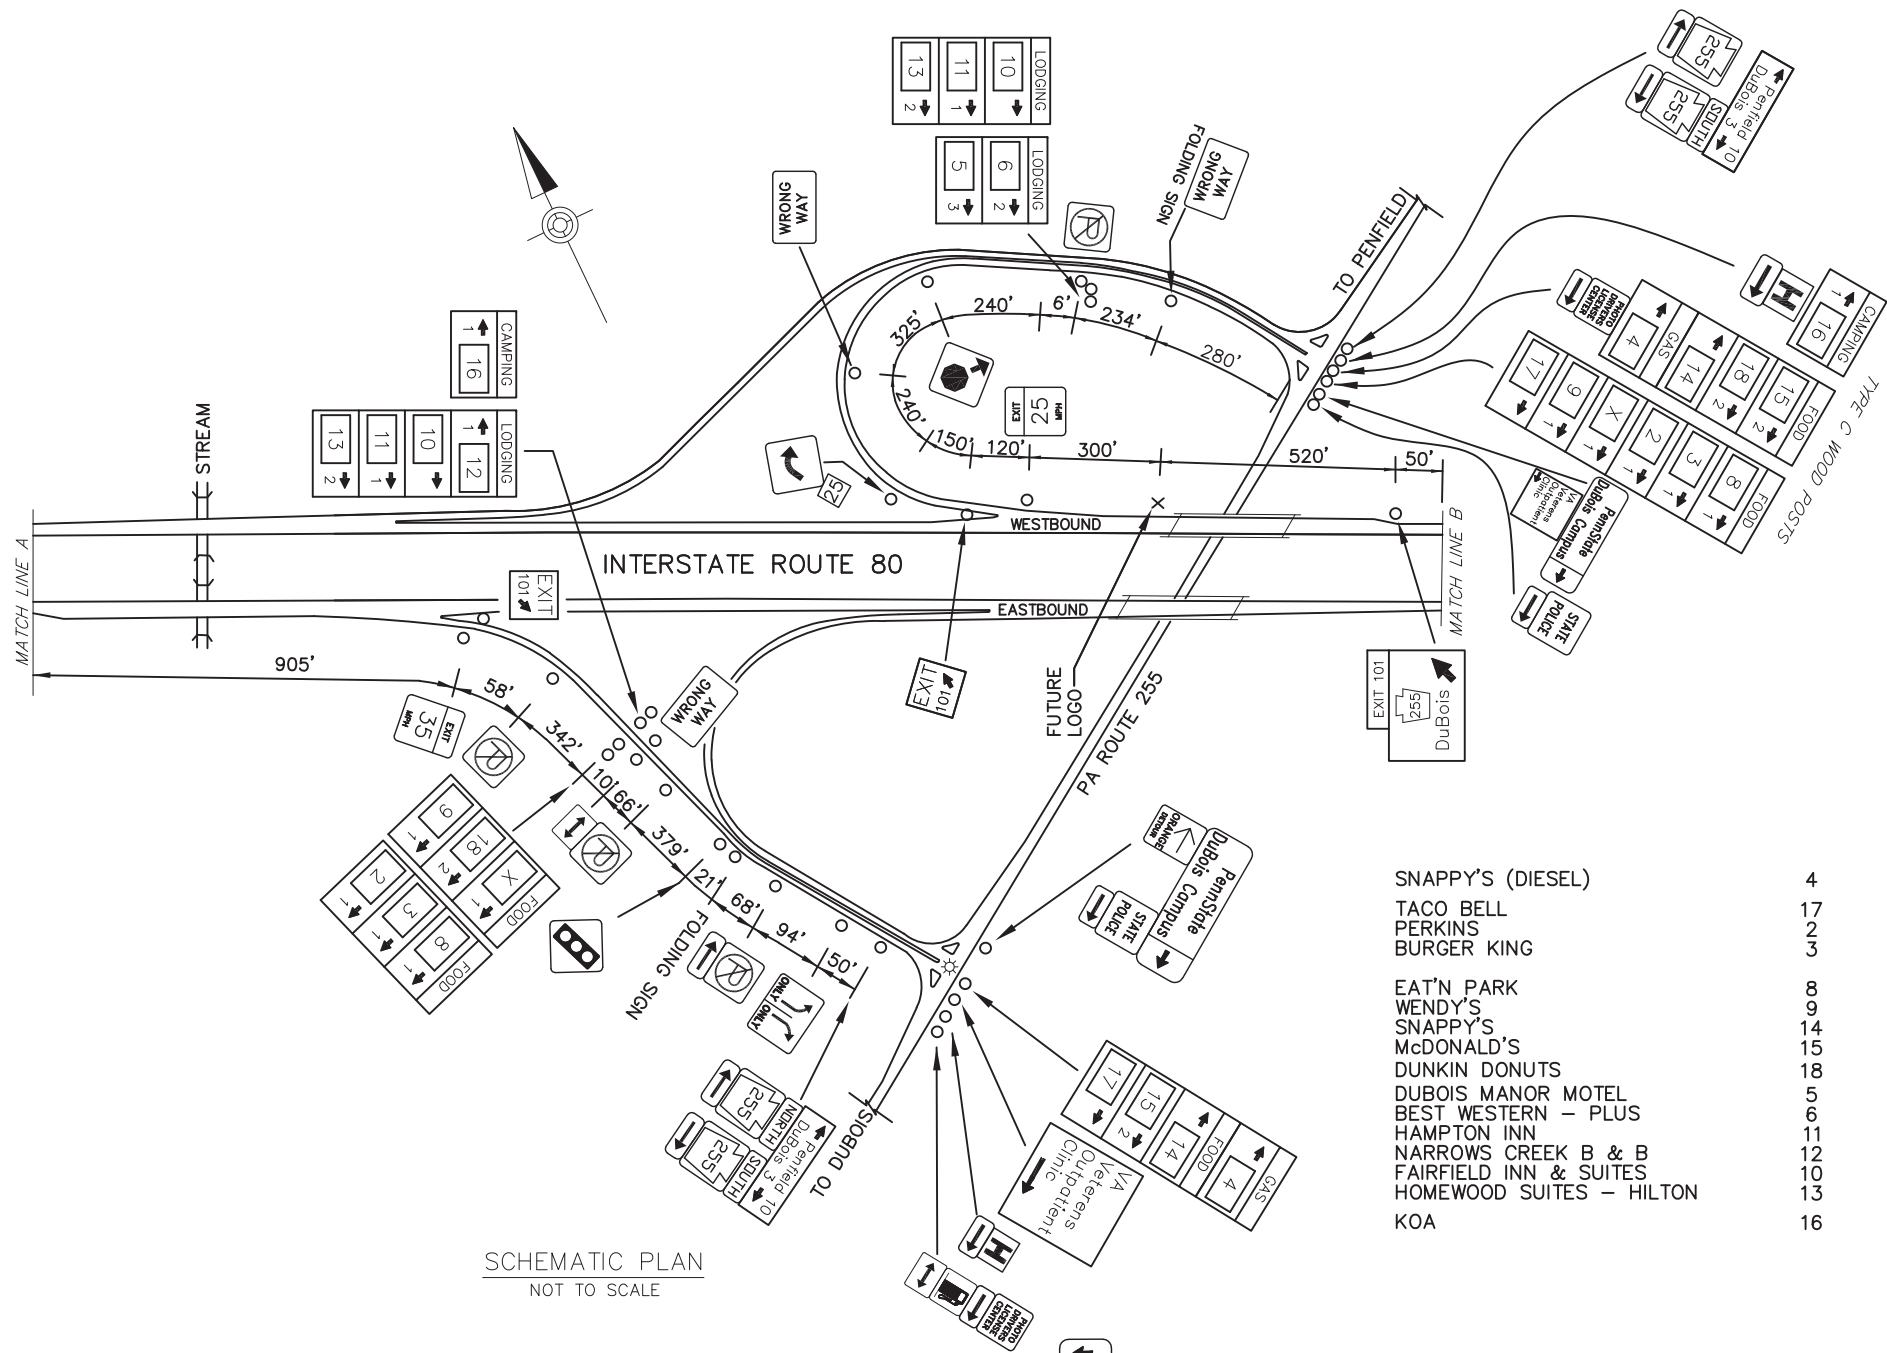 LODGING
10
11 1
13 2
LODGING
6 2
5 3
WRONG
WAY
WRONG
WAY
FOLDING SIGN
TO PENFIELD
255
SOUTH
255
Penfield 10
DuBois 3
H
CAMPING
16 1
PHOTO
DRIVERS
LICENSE
CENTER
GAS
4
FOOD
15 2
18 2
14
FOOD
8 1
3 1
2 1
X 1
9 1
17
TYPE C WOOD POSTS
VA
Veterens
Outpatient
Clinic
PennState
DuBois Campus
STATE
POLICE
CAMPING
16 1
LODGING
12 1
10
11 1
13 2
STREAM
325'
240'
6'
234'
280'
240'
150'
120'
300'
520'
50'
EXIT
25
MPH
25
MATCH LINE A
MATCH LINE B
WESTBOUND
INTERSTATE ROUTE 80
EASTBOUND
EXIT
101
EXIT
101
FUTURE
LOGO
PA ROUTE 255
EXIT 101
255
DuBois
905'
58'
342'
10'
66'
379'
21'
68'
94'
50'
EXIT
35
MPH
WRONG
WAY
FOOD
X 1
18 2
9 1
FOOD
8 1
3 1
2 1
FOLDING SIGN
ONLY ONLY
NORTH
255
SOUTH
255
Penfield 10
DuBois 3
TO DUBOIS
ORANGE
DETOUR
PennState
DuBois Campus
STATE
POLICE
GAS
4
FOOD
14
15 2
17
VA
Veterens
Outpatient
Clinic
H
PHOTO
DRIVERS
LICENSE
CENTER
SNAPPY'S (DIESEL) 4
TACO BELL 17
PERKINS 2
BURGER KING 3
EAT'N PARK 8
WENDY'S 9
SNAPPY'S 14
McDONALD'S 15
DUNKIN DONUTS 18
DUBOIS MANOR MOTEL 5
BEST WESTERN – PLUS 6
HAMPTON INN 11
NARROWS CREEK B & B 12
FAIRFIELD INN & SUITES 10
HOMEWOOD SUITES – HILTON 13
KOA 16
SCHEMATIC PLAN
NOT TO SCALE